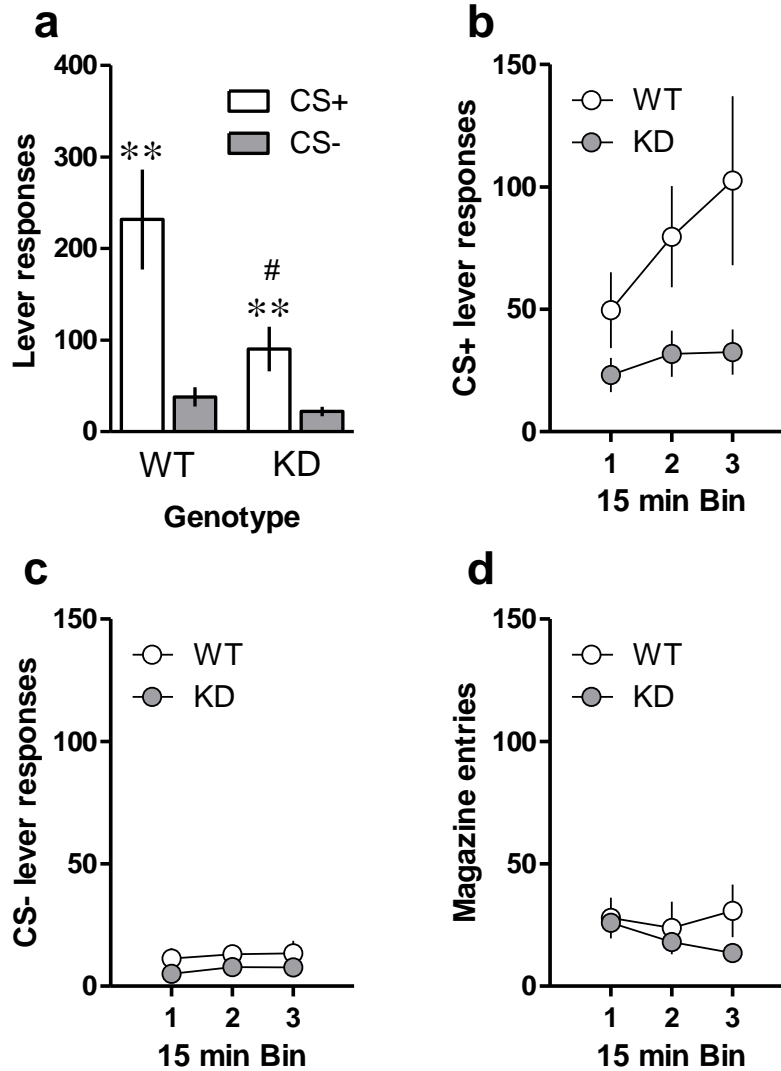 a
400
300
200
100
0
Lever responses
CS+
CS-
**
#
**
WT KD
Genotype
b
150
100
50
0
CS+ lever responses
WT
KD
1 2 3
15 min Bin
c
150
100
50
0
CS- lever responses
WT
KD
1 2 3
15 min Bin
d
150
100
50
0
Magazine entries
WT
KD
1 2 3
15 min Bin